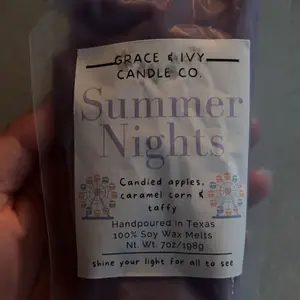 GRACE & IVY
CANDLE CO.
Summer
Nights
Candied apples,
caramel corn &
taffy
Handpoured in Texas
100% Soy Wax Melts
Nt. Wt. 7oz/198g
shine your light for all to see